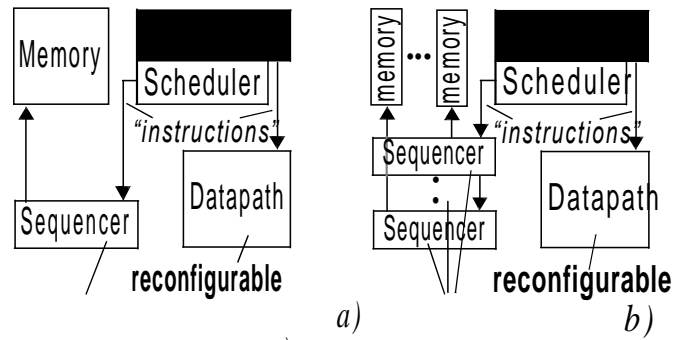 Memory
Scheduler
"instructions"
Sequencer
Datapath
reconfigurable
a)
memory
...
memory
Scheduler
"instructions"
Sequencer
Sequencer
Datapath
reconfigurable
b)